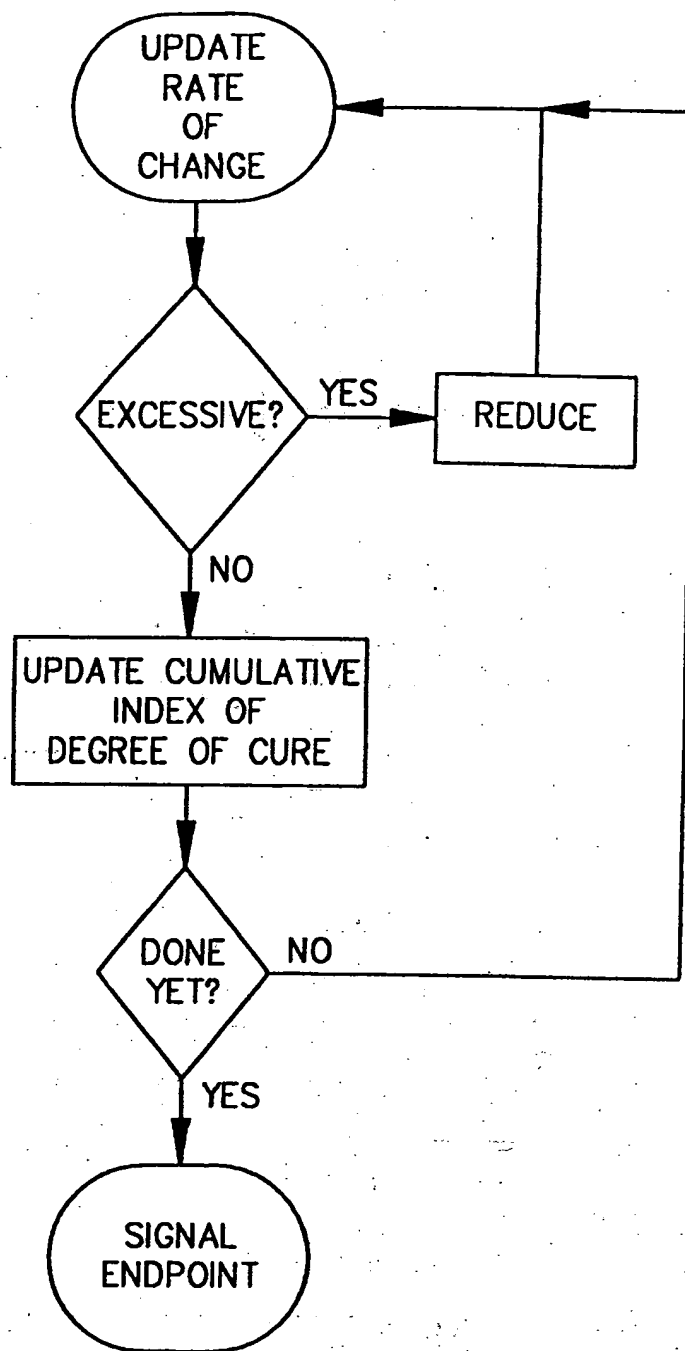 UPDATE
RATE
OF
CHANGE
EXCESSIVE?
YES
REDUCE
NO
UPDATE CUMULATIVE
INDEX OF
DEGREE OF CURE
DONE
YET?
NO
YES
SIGNAL
ENDPOINT